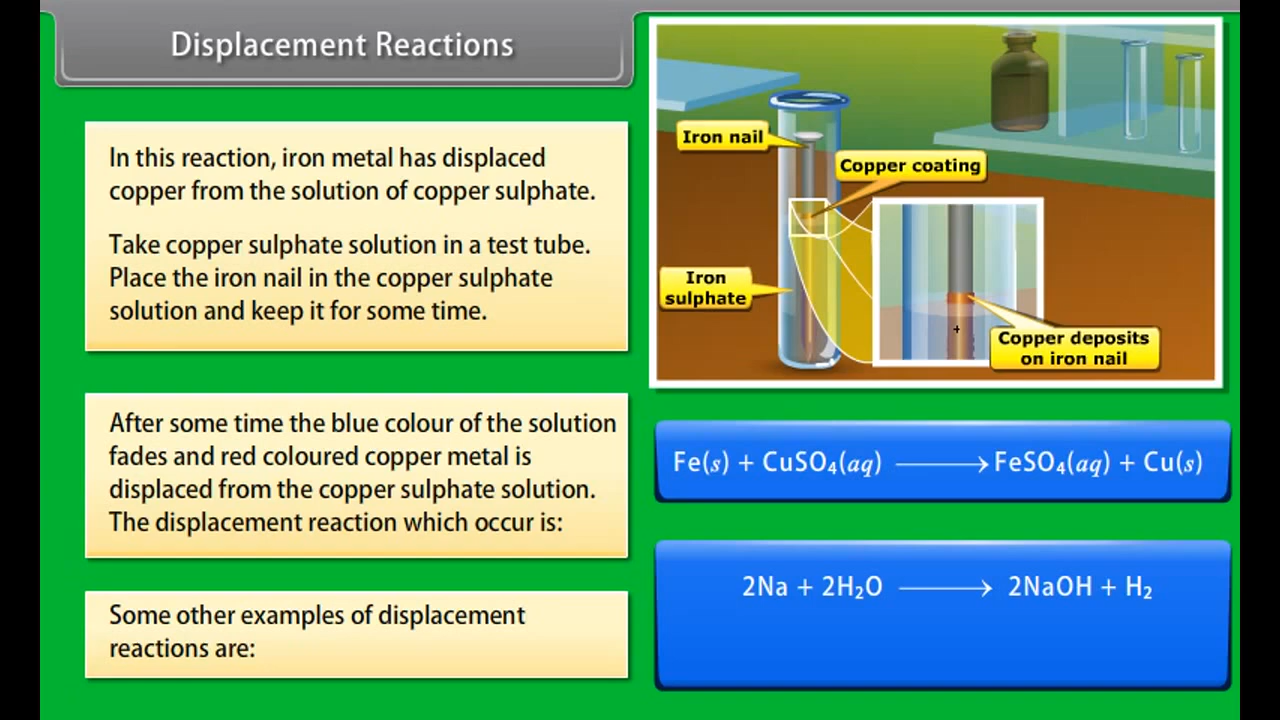 Displacement Reactions
In this reaction, iron metal has displaced
copper from the solution of copper sulphate.
Take copper sulphate solution in a test tube.
Place the iron nail in the copper sulphate
solution and keep it for some time.
After some time the blue colour of the solution
fades and red coloured copper metal is
displaced from the copper sulphate solution.
The displacement reaction which occur is:
Some other examples of displacement
reactions are:
Iron nail
Copper coating
Iron
sulphate
Copper deposits
on iron nail
Fe(s) + CuSO₄(aq) ⟶ FeSO₄(aq) + Cu(s)
2Na + 2H₂O ⟶ 2NaOH + H₂